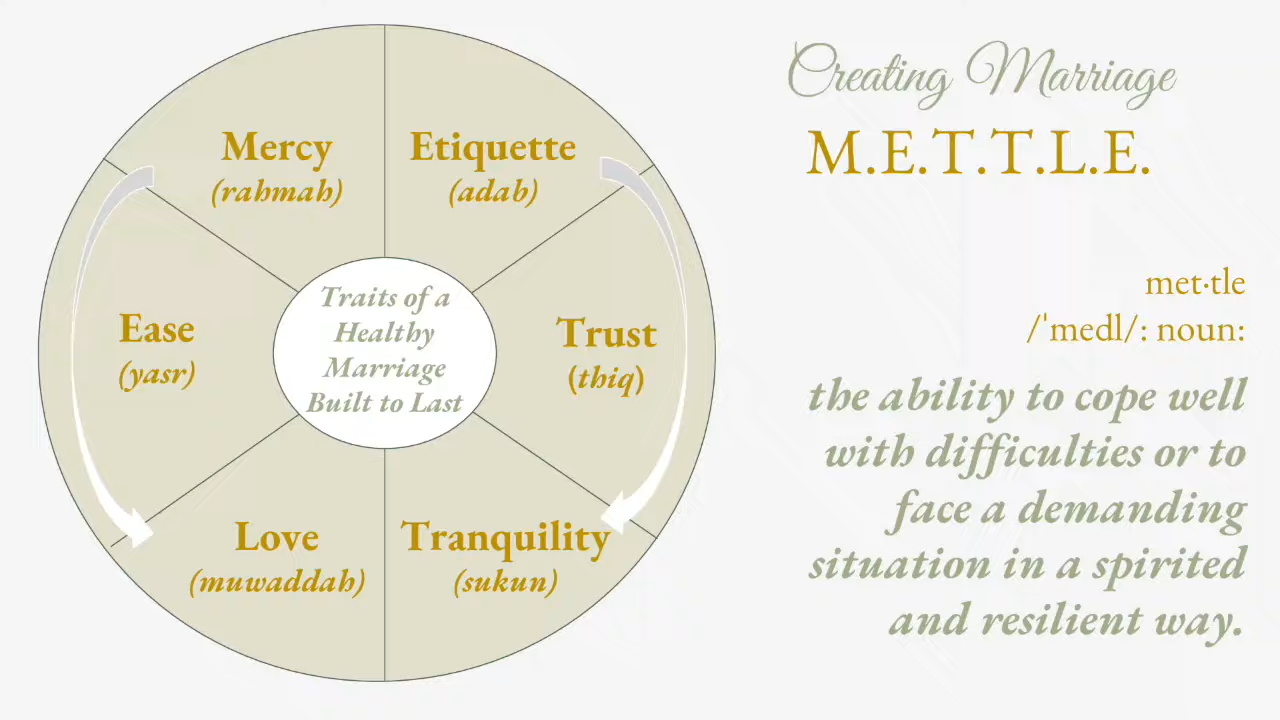 Creating Marriage
M.E.T.T.L.E.
Mercy
(rahmah)
Etiquette
(adab)
Ease
(yasr)
Traits of a
Healthy
Marriage
Built to Last
Trust
(thiq)
Love
(muwaddah)
Tranquility
(sukun)
met·tle
/ˈmedl/: noun:
the ability to cope well
with difficulties or to
face a demanding
situation in a spirited
and resilient way.